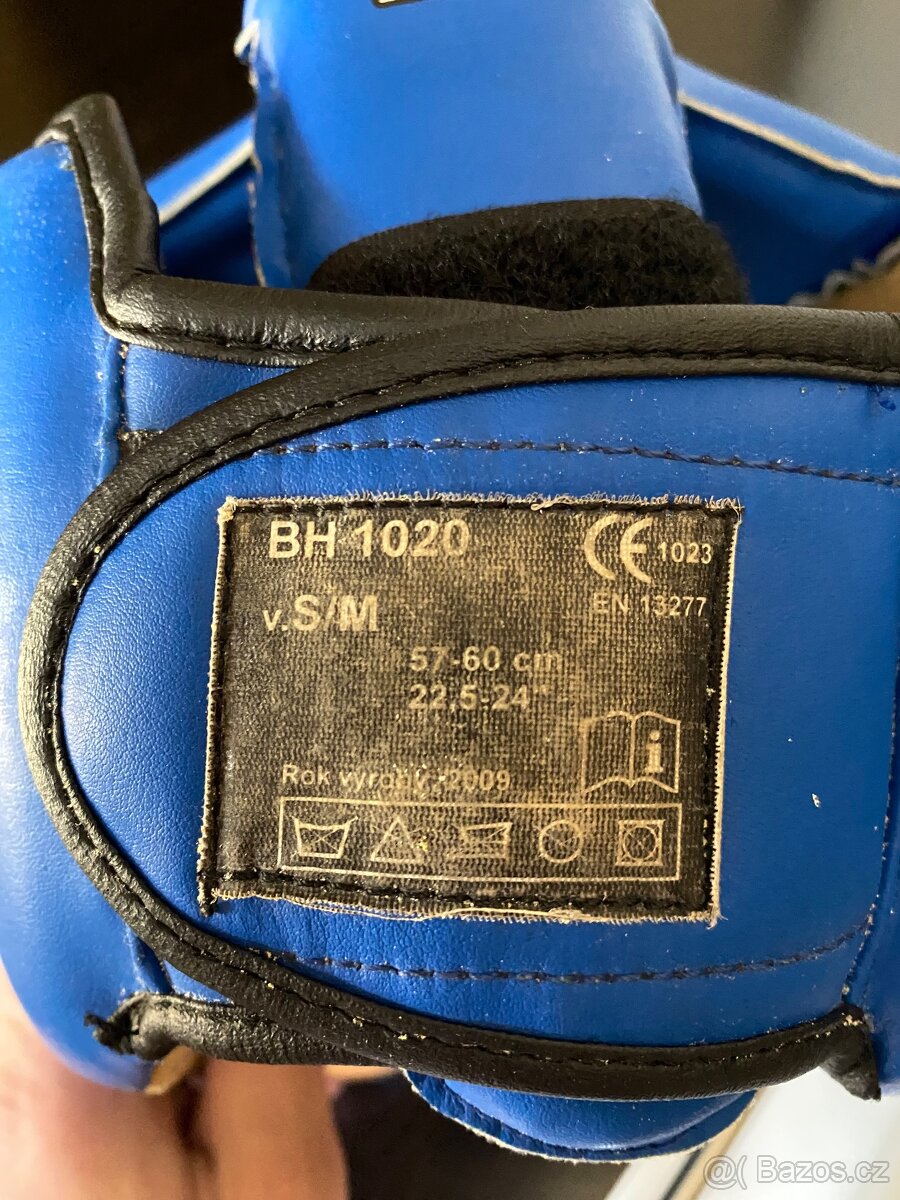 BH 1020
CE 1023
v.S/M
EN 13277
57-60 cm
22,5-24"
i
Rok výroby :2009
@( Bazos.cz